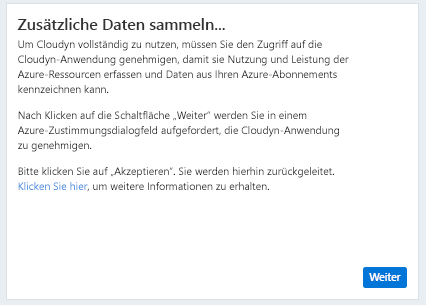 Zusätzliche Daten sammeln...
Um Cloudyn vollständig zu nutzen, müssen Sie den Zugriff auf die
Cloudyn-Anwendung genehmigen, damit sie Nutzung und Leistung der
Azure-Ressourcen erfassen und Daten aus Ihren Azure-Abonnements
kennzeichnen kann.
Nach Klicken auf die Schaltfläche „Weiter“ werden Sie in einem
Azure-Zustimmungsdialogfeld aufgefordert, die Cloudyn-Anwendung
zu genehmigen.
Bitte klicken Sie auf „Akzeptieren“. Sie werden hierhin zurückgeleitet.
Klicken Sie hier, um weitere Informationen zu erhalten.
Weiter